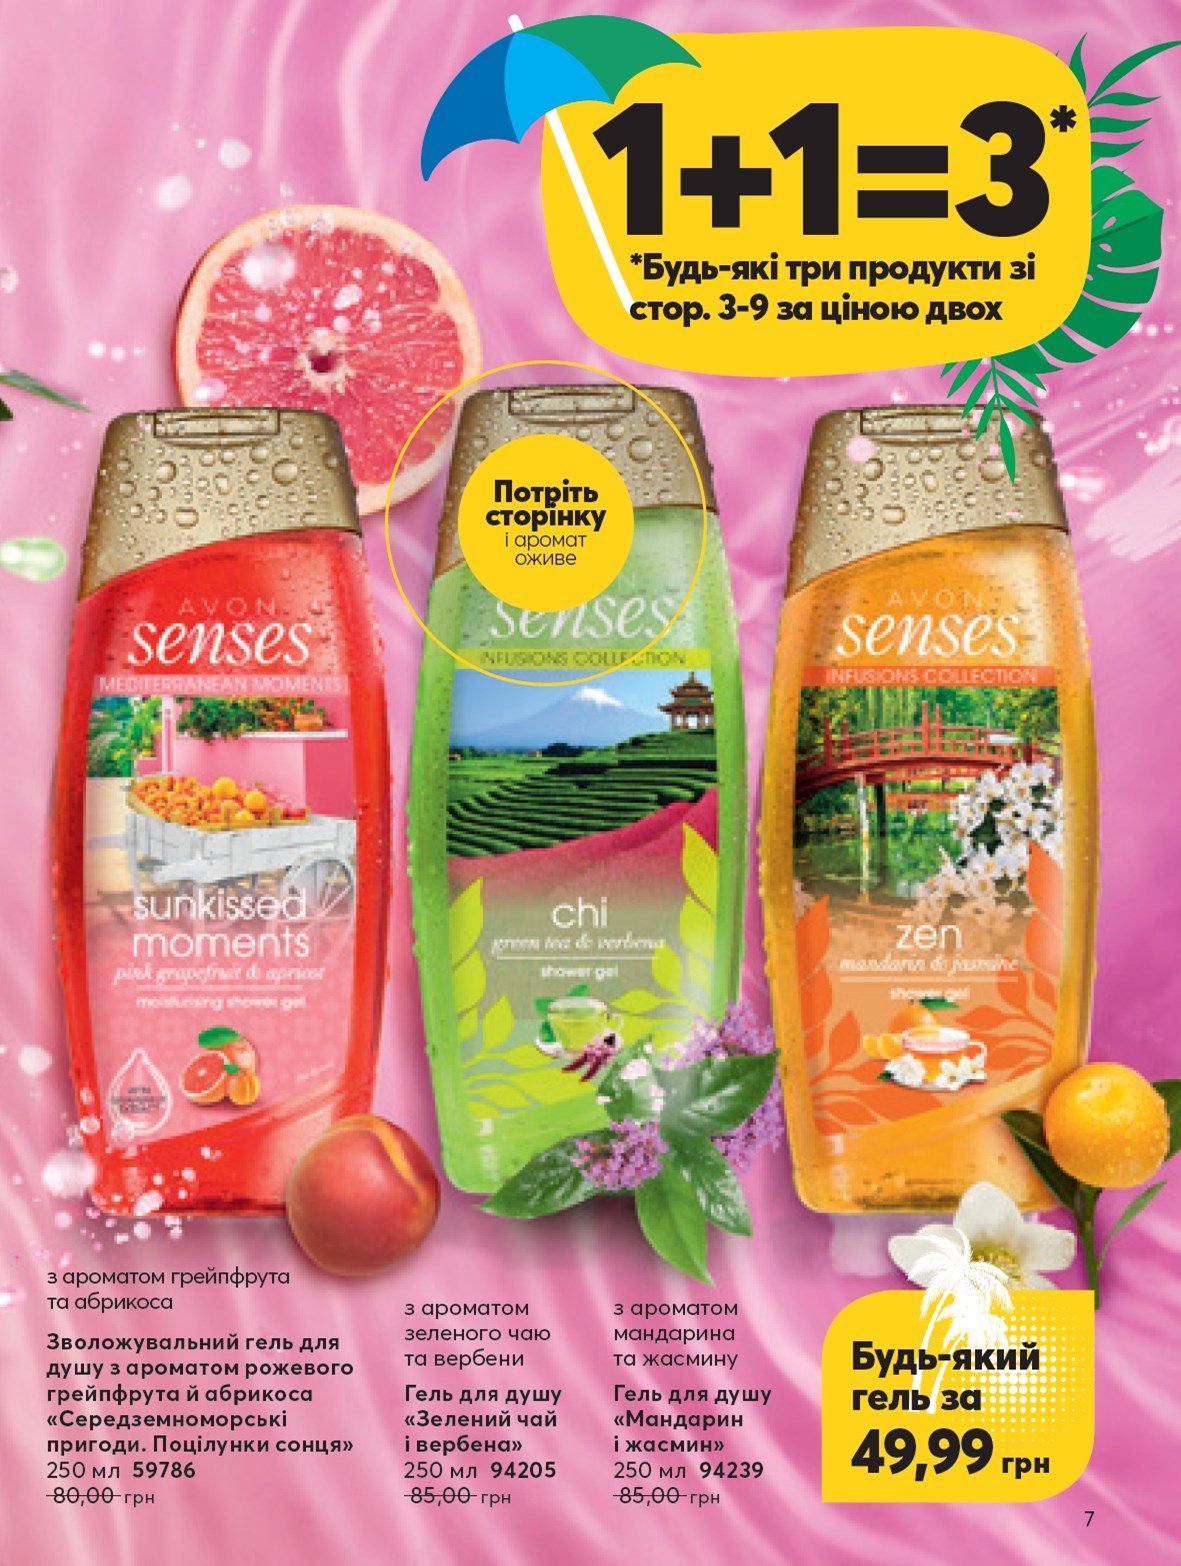 1+1=3*
*Будь-які три продукти зі
стор. 3-9 за ціною двох
Потріть
сторінку
і аромат
оживе
AVON
senses
MEDITERRANEAN MOMENTS
sunkissed
moments
pink grapefruit & apricot
moisturising shower gel
senses
INFUSIONS COLLECTION
chi
green tea & verbena
shower gel
AVON
senses
INFUSIONS COLLECTION
zen
mandarin & jasmine
shower gel
з ароматом грейпфрута
та абрикоса
Зволожувальний гель для
душу з ароматом рожевого
грейпфрута й абрикоса
«Середземноморські
пригоди. Поцілунки сонця»
250 мл 59786
80,00 грн
з ароматом
зеленого чаю
та вербени
Гель для душу
«Зелений чай
і вербена»
250 мл 94205
85,00 грн
з ароматом
мандарина
та жасмину
Гель для душу
«Мандарин
і жасмин»
250 мл 94239
85,00 грн
Будь-який
гель за
49,99 грн
7